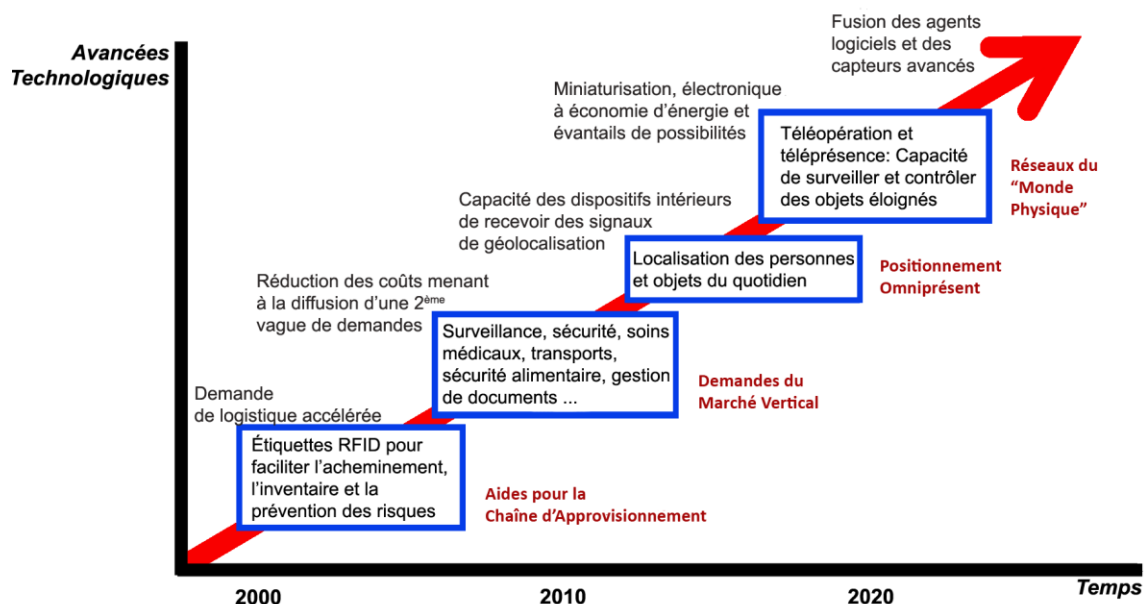 Avancées
Technologiques
Fusion des agents
logiciels et des
capteurs avancés
Miniaturisation, électronique
à économie d’énergie et
évantails de possibilités
Téléopération et
téléprésence: Capacité
de surveiller et contrôler
des objets éloignés
Réseaux du
“Monde
Physique”
Capacité des dispositifs intérieurs
de recevoir des signaux
de géolocalisation
Localisation des personnes
et objets du quotidien
Positionnement
Omniprésent
Réduction des coûts menant
à la diffusion d’une 2ème
vague de demandes
Surveillance, sécurité, soins
médicaux, transports,
sécurité alimentaire, gestion
de documents ...
Demandes du
Marché Vertical
Demande
de logistique accélérée
Étiquettes RFID pour
faciliter l’acheminement,
l’inventaire et la
prévention des risques
Aides pour la
Chaîne d’Approvisionnement
2000
2010
2020
Temps